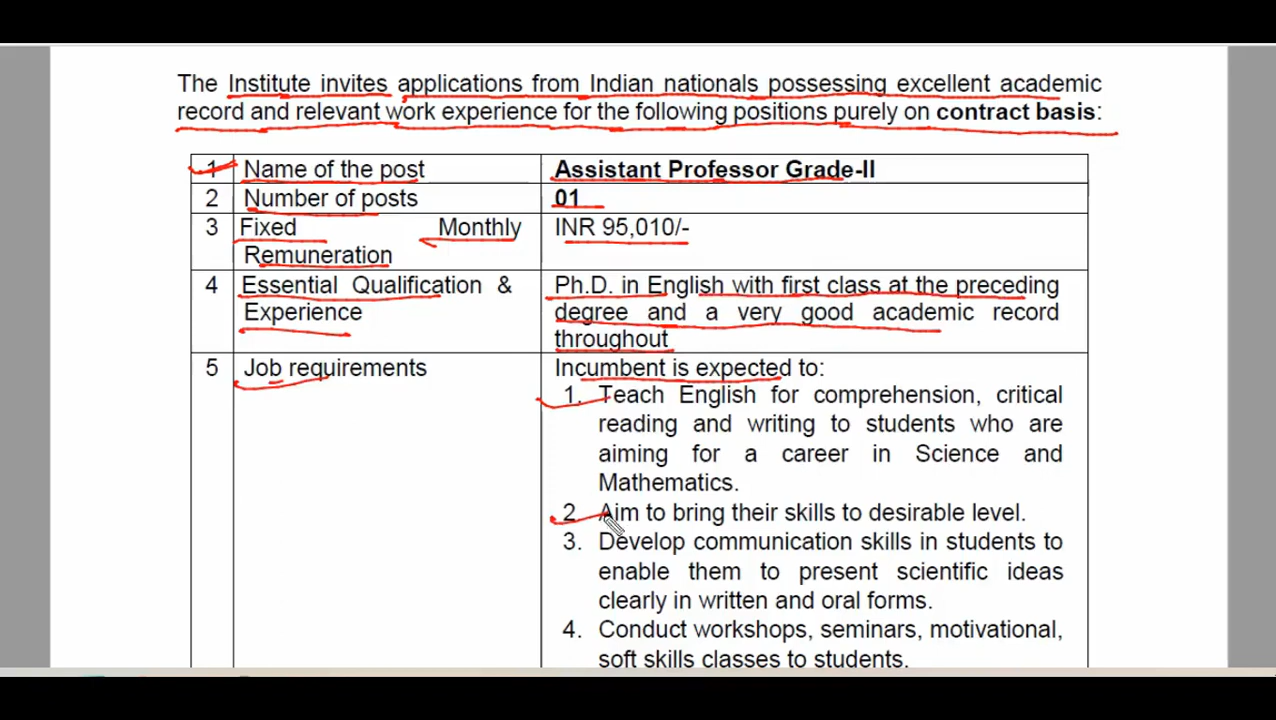 The Institute invites applications from Indian nationals possessing excellent academic
record and relevant work experience for the following positions purely on contract basis:
1 Name of the post Assistant Professor Grade-II
2 Number of posts 01
3 Fixed Monthly Remuneration INR 95,010/-
4 Essential Qualification & Experience Ph.D. in English with first class at the preceding
degree and a very good academic record
throughout
5 Job requirements Incumbent is expected to:
1. Teach English for comprehension, critical
reading and writing to students who are
aiming for a career in Science and
Mathematics.
2. Aim to bring their skills to desirable level.
3. Develop communication skills in students to
enable them to present scientific ideas
clearly in written and oral forms.
4. Conduct workshops, seminars, motivational,
soft skills classes to students.